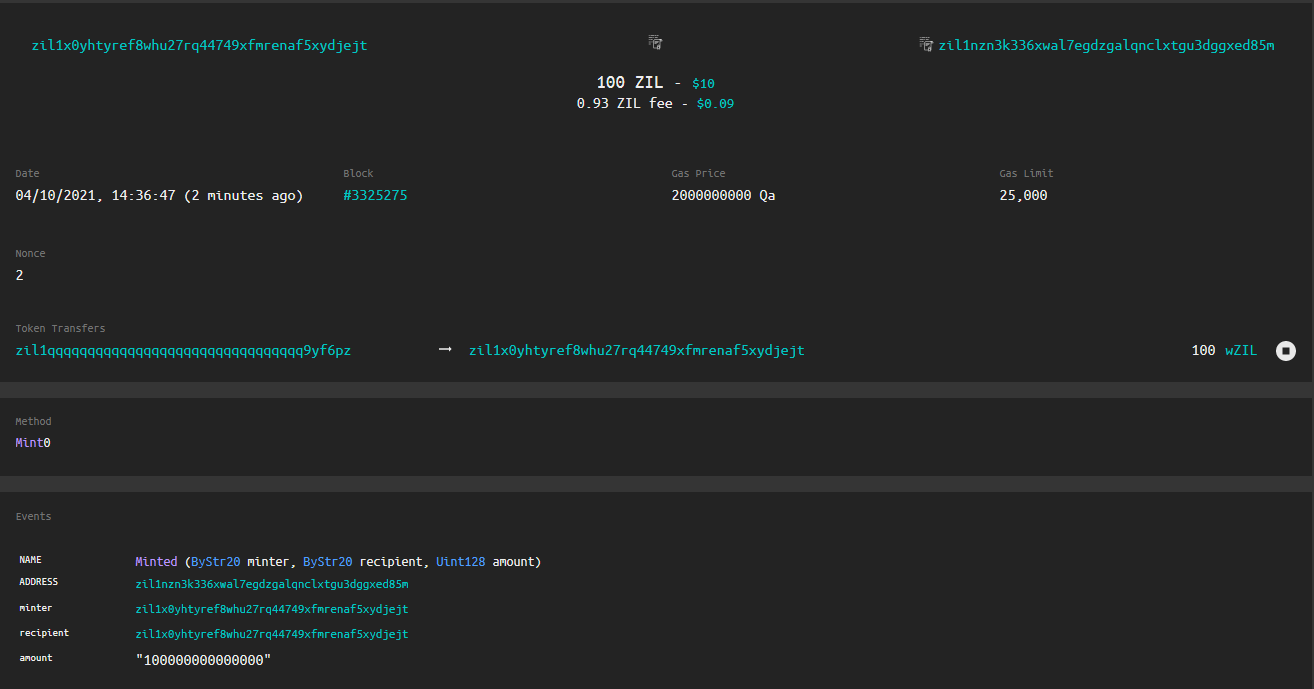 zil1x0yhtyref8whu27rq44749xfmrenaf5xydjejt zil1nzn3k336xwal7egdzgalqnclxtgu3dggxed85m
100 ZIL - $10
0.93 ZIL fee - $0.09
Date Block Gas Price Gas Limit
04/10/2021, 14:36:47 (2 minutes ago) #3325275 2000000000 Qa 25,000
Nonce
2
Token Transfers
zil1qqqqqqqqqqqqqqqqqqqqqqqqqqqqqqqq9yf6pz → zil1x0yhtyref8whu27rq44749xfmrenaf5xydjejt 100 wZIL
Method
Mint0
Events
NAME Minted (ByStr20 minter, ByStr20 recipient, Uint128 amount)
ADDRESS zil1nzn3k336xwal7egdzgalqnclxtgu3dggxed85m
minter zil1x0yhtyref8whu27rq44749xfmrenaf5xydjejt
recipient zil1x0yhtyref8whu27rq44749xfmrenaf5xydjejt
amount "100000000000000"